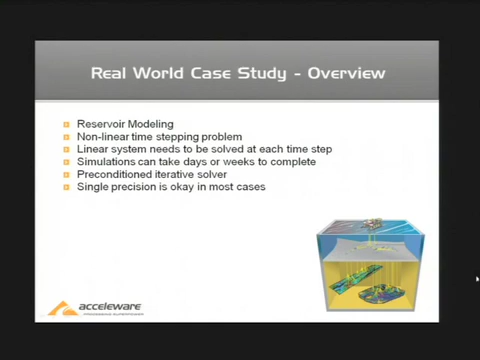 Real World Case Study - Overview
Reservoir Modeling
Non-linear time stepping problem
Linear system needs to be solved at each time step
Simulations can take days or weeks to complete
Preconditioned iterative solver
Single precision is okay in most cases
acceleware